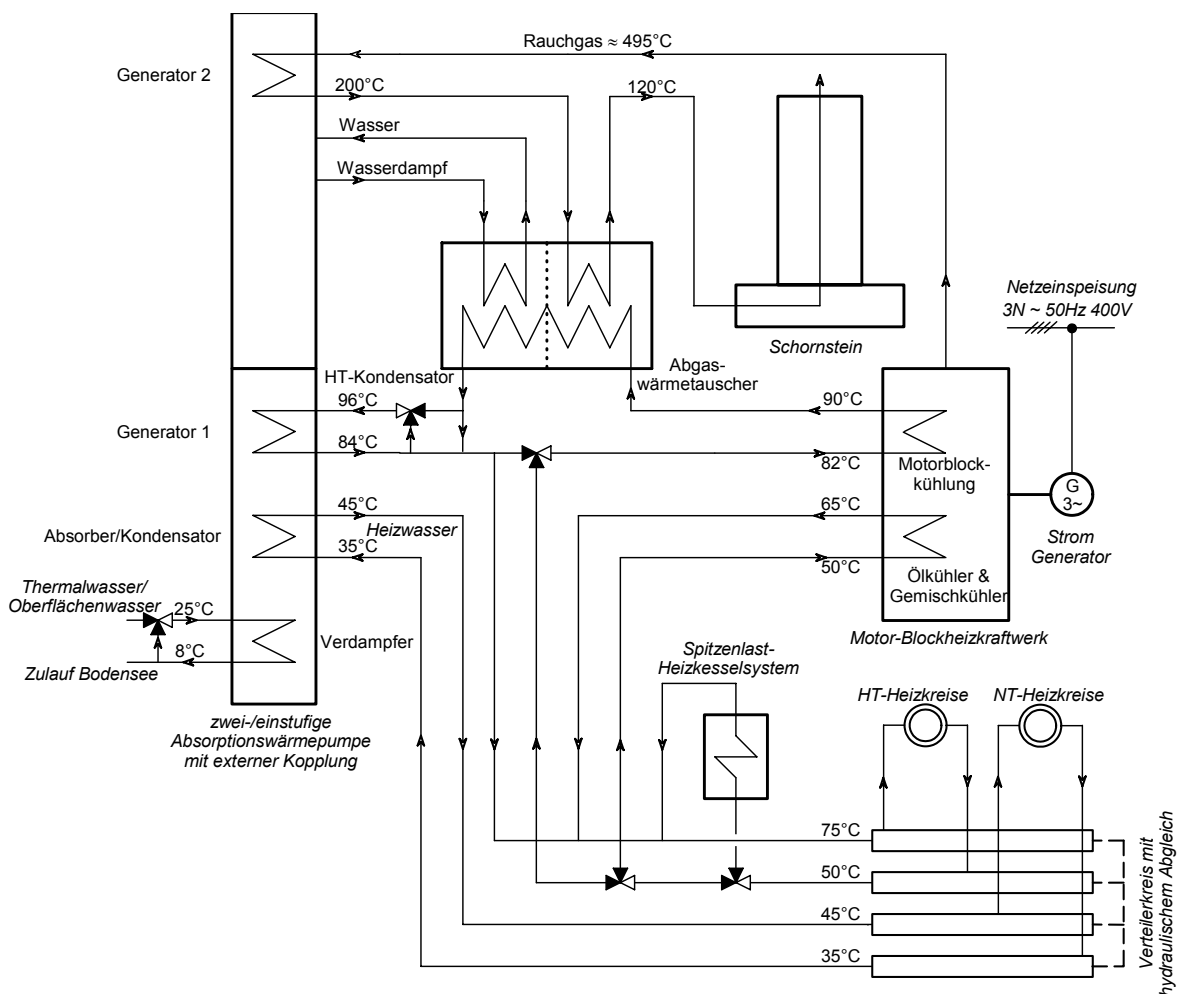 Rauchgas ≈ 495°C
Generator 2
200°C
120°C
Wasser
Wasserdampf
Netzeinspeisung
3N ~ 50Hz 400V
Schornstein
HT-Kondensator
Abgas-
wärmetauscher
96°C
90°C
Generator 1
84°C
82°C
Motorblock-
kühlung
G
3~
45°C
65°C
Heizwasser
Absorber/Kondensator
35°C
50°C
Strom
Generator
Ölkühler &
Gemischkühler
Thermalwasser/
Oberflächenwasser
25°C
Verdampfer
8°C
Zulauf Bodensee
Motor-Blockheizkraftwerk
Spitzenlast-
Heizkesselsystem
HT-Heizkreise
NT-Heizkreise
zwei-/einstufige
Absorptionswärmepumpe
mit externer Kopplung
75°C
50°C
45°C
35°C
Verteilerkreis mit
hydraulischem Abgleich